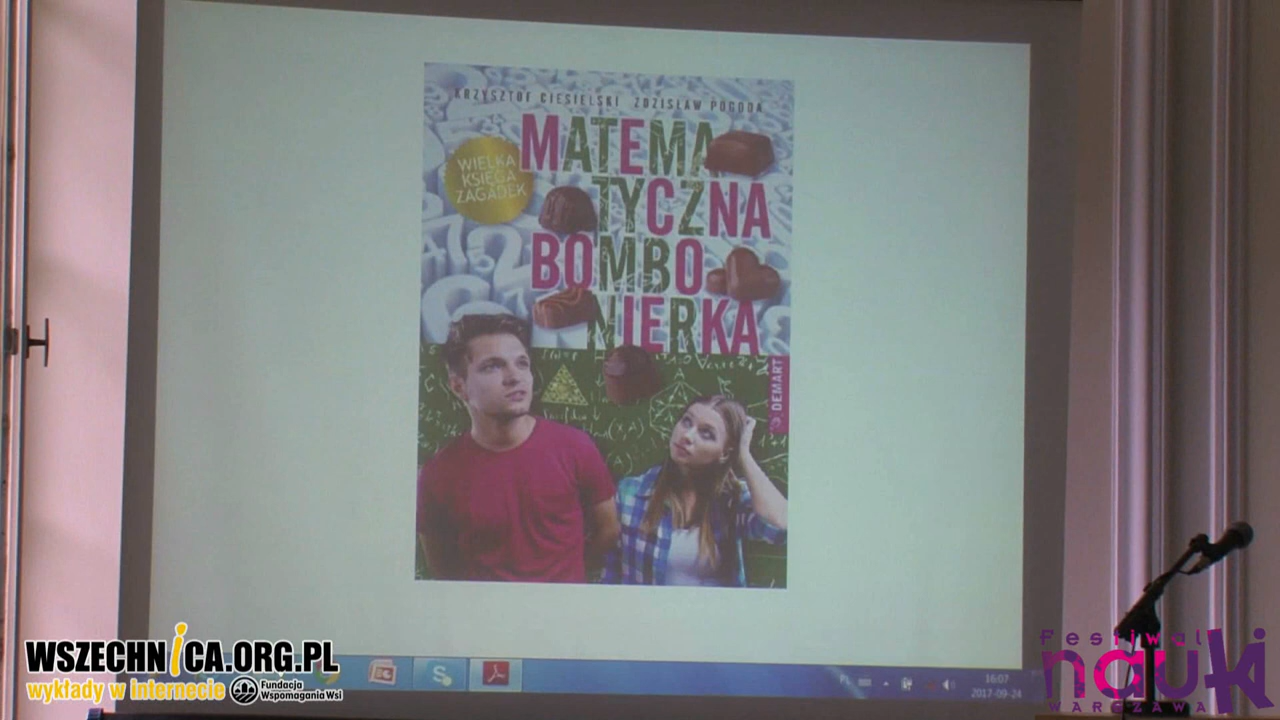 KRZYSZTOF CIESIELSKI ZDZISŁAW POGODA
WIELKA
KSIĘGA
ZAGADEK
MATEMA
TYCZNA
BOMBO
NIERKA
DEMART
WSZECHNICA.ORG.PL
wykłady w internecie
Fundacja
Wspomagania Wsi
PL
16:07
2017-09-24
Festiwal
nauki
WARSZAWA